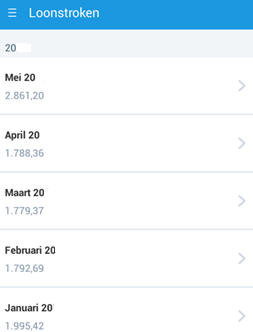 Loonstroken
20
Mei 20
2.861,20
April 20
1.788,36
Maart 20
1.779,37
Februari 20
1.792,69
Januari 20
1.995,42